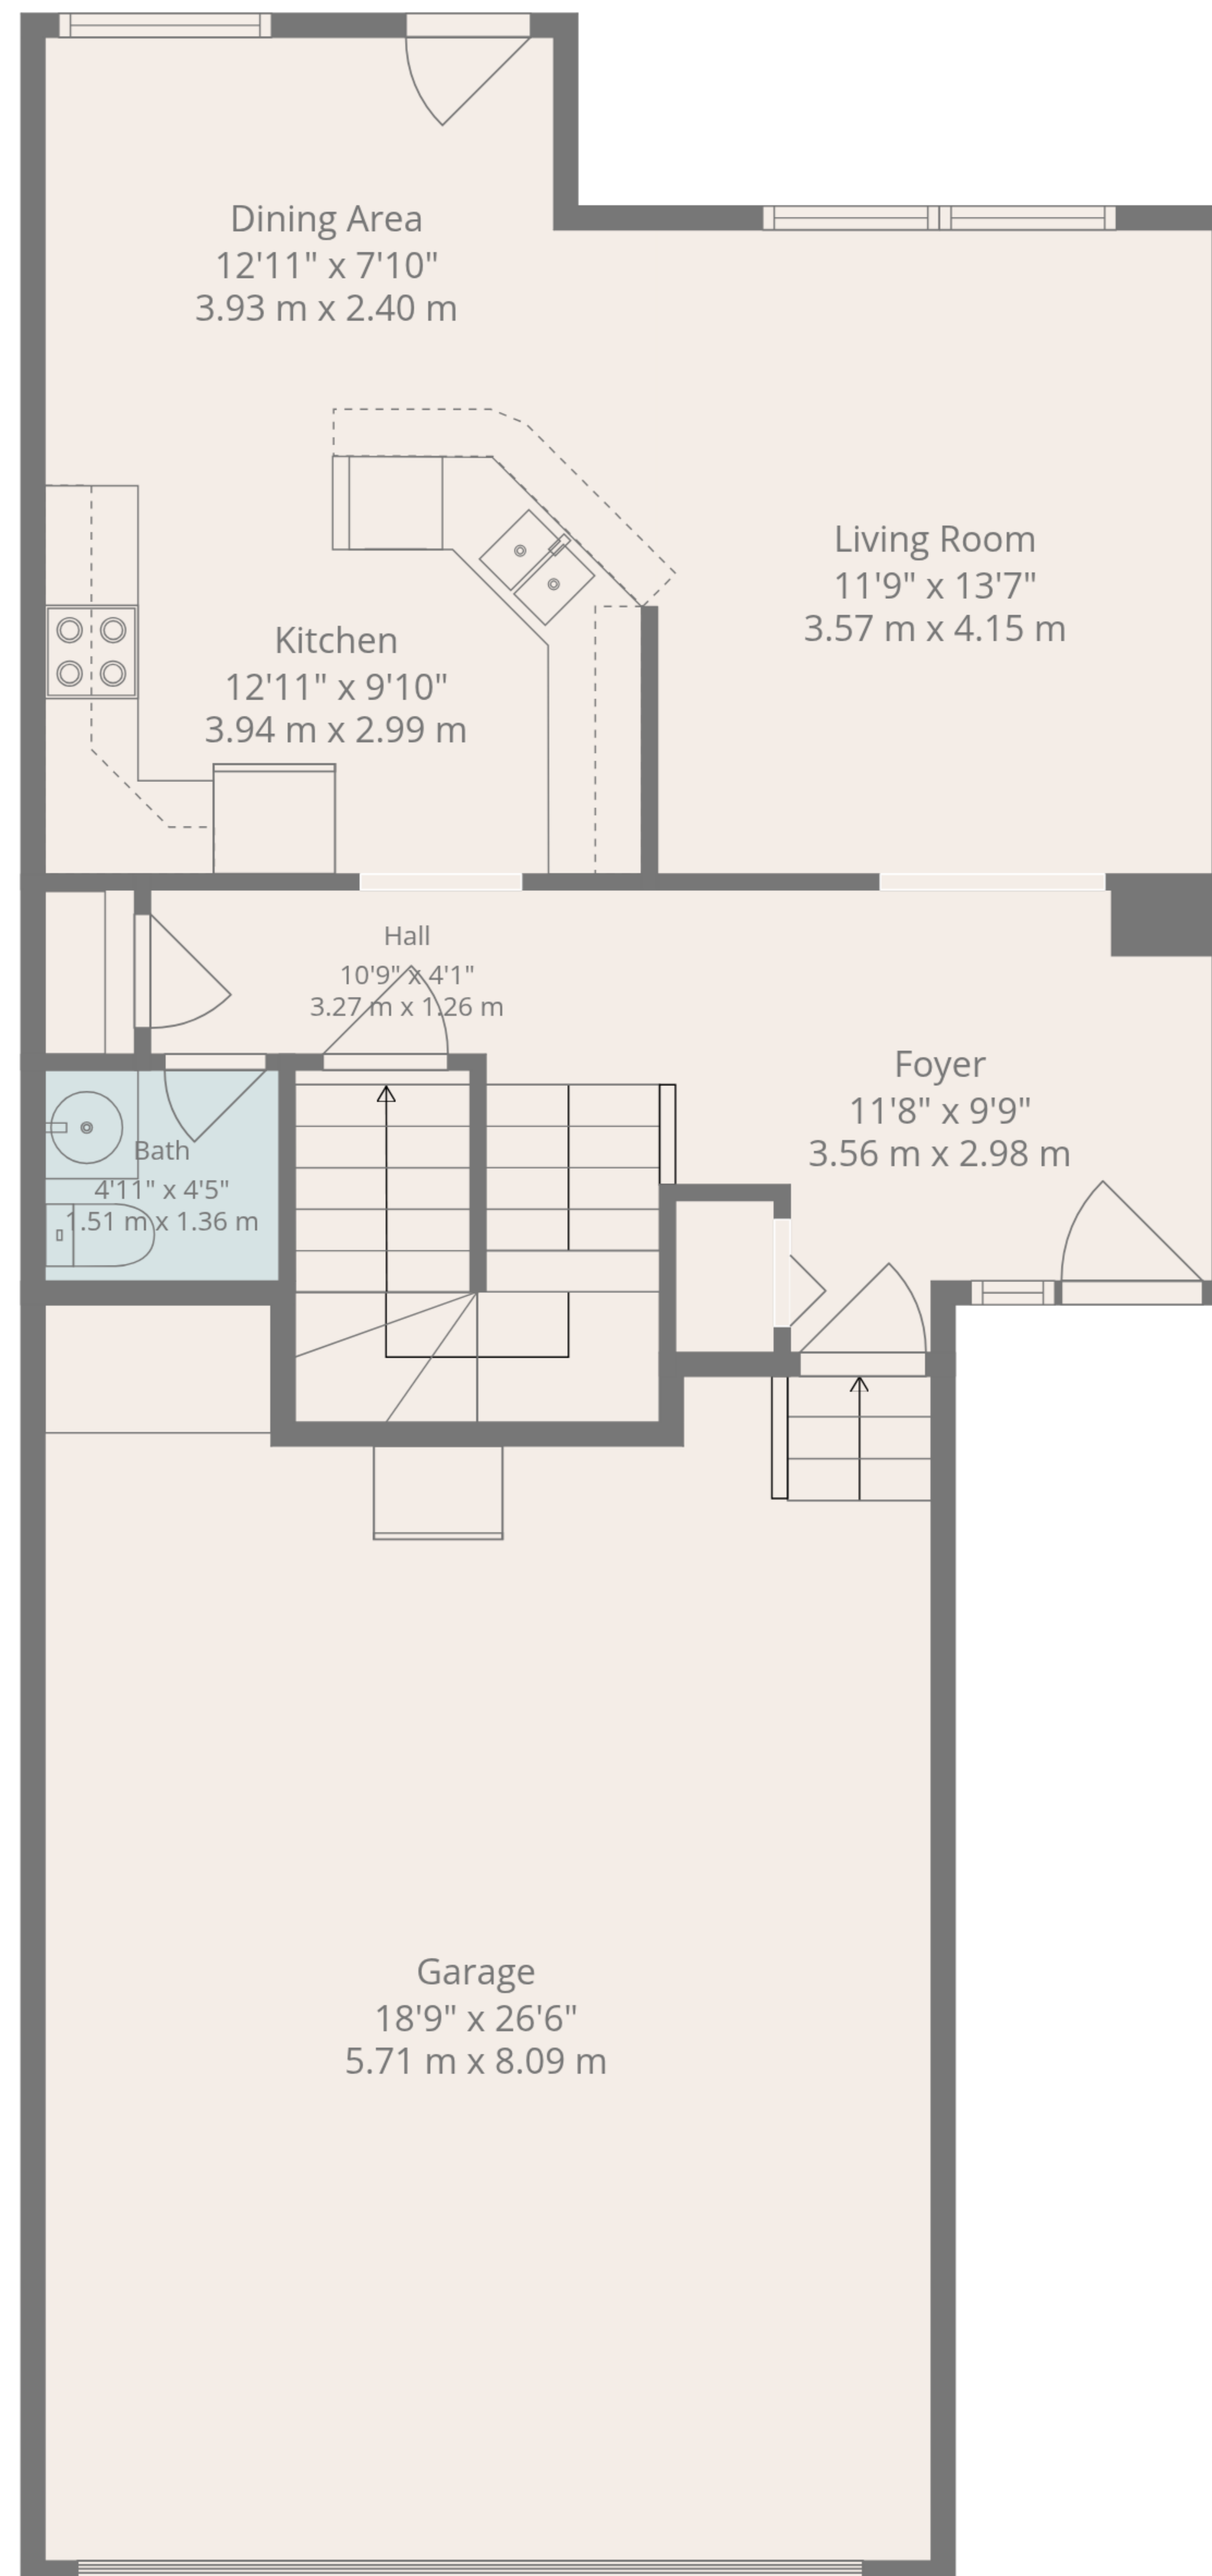 Dining Area
12'11" x 7'10"
3.93 m x 2.40 m
Living Room
11'9" x 13'7"
3.57 m x 4.15 m
Kitchen
12'11" x 9'10"
3.94 m x 2.99 m
Hall
10'9" x 4'1"
3.27 m x 1.26 m
Foyer
11'8" x 9'9"
3.56 m x 2.98 m
Bath
4'11" x 4'5"
1.51 m x 1.36 m
Garage
18'9" x 26'6"
5.71 m x 8.09 m